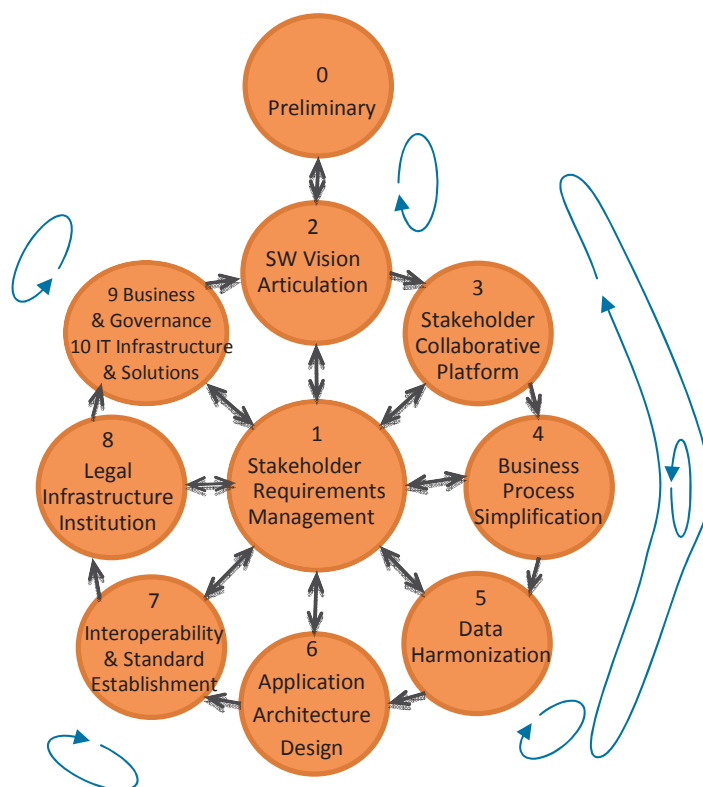 0
Preliminary
2
SW Vision
Articulation
3
Stakeholder
Collaborative
Platform
9 Business
& Governance
10 IT Infrastructure
& Solutions
1
Stakeholder
Requirements
Management
4
Business
Process
Simplification
8
Legal
Infrastructure
Institution
5
Data
Harmonization
7
Interoperability
& Standard
Establishment
6
Application
Architecture
Design